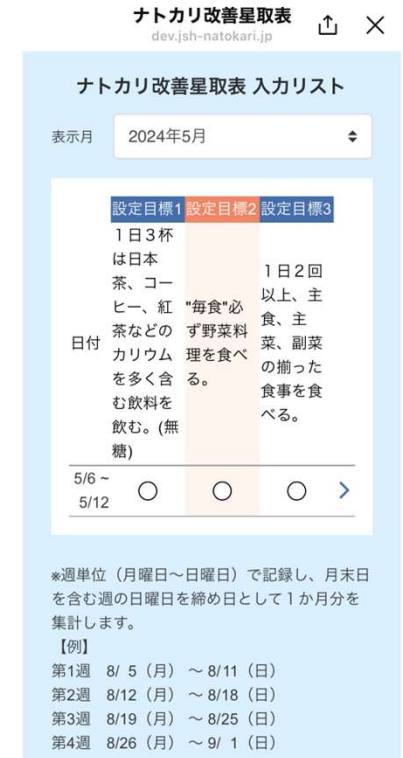 ナトカリ改善星取表
dev.jsh-natokari.jp
ナトカリ改善星取表 入力リスト
表示月 2024年5月
設定目標1 設定目標2 設定目標3
日付
1日3杯
は日本
茶、コー
ヒー、紅
茶などの
カリウム
を多く含
む飲料を
飲む。(無
糖)
"毎食"必
ず野菜料
理を食べ
る。
1日2回
以上、主
食、主
菜、副菜
の揃った
食事を食
べる。
5/6 ~
5/12
○ ○ ○
※週単位（月曜日～日曜日）で記録し、月末日
を含む週の日曜日を締め日として1か月分を
集計します。
【例】
第1週 8/ 5（月） ～ 8/11（日）
第2週 8/12（月） ～ 8/18（日）
第3週 8/19（月） ～ 8/25（日）
第4週 8/26（月） ～ 9/ 1（日）